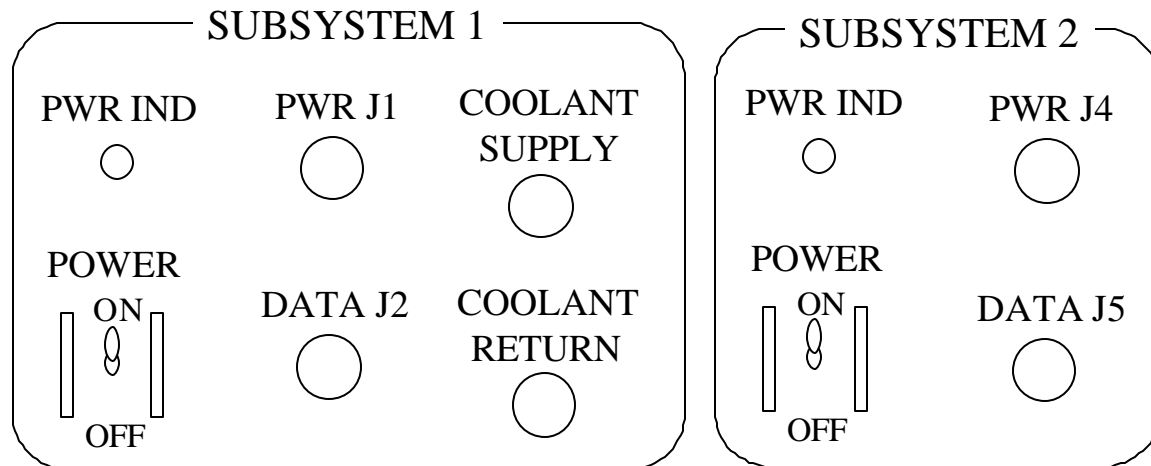 SUBSYSTEM 1
PWR IND
PWR J1
COOLANT
SUPPLY
POWER
ON
OFF
DATA J2
COOLANT
RETURN
SUBSYSTEM 2
PWR IND
PWR J4
POWER
ON
OFF
DATA J5